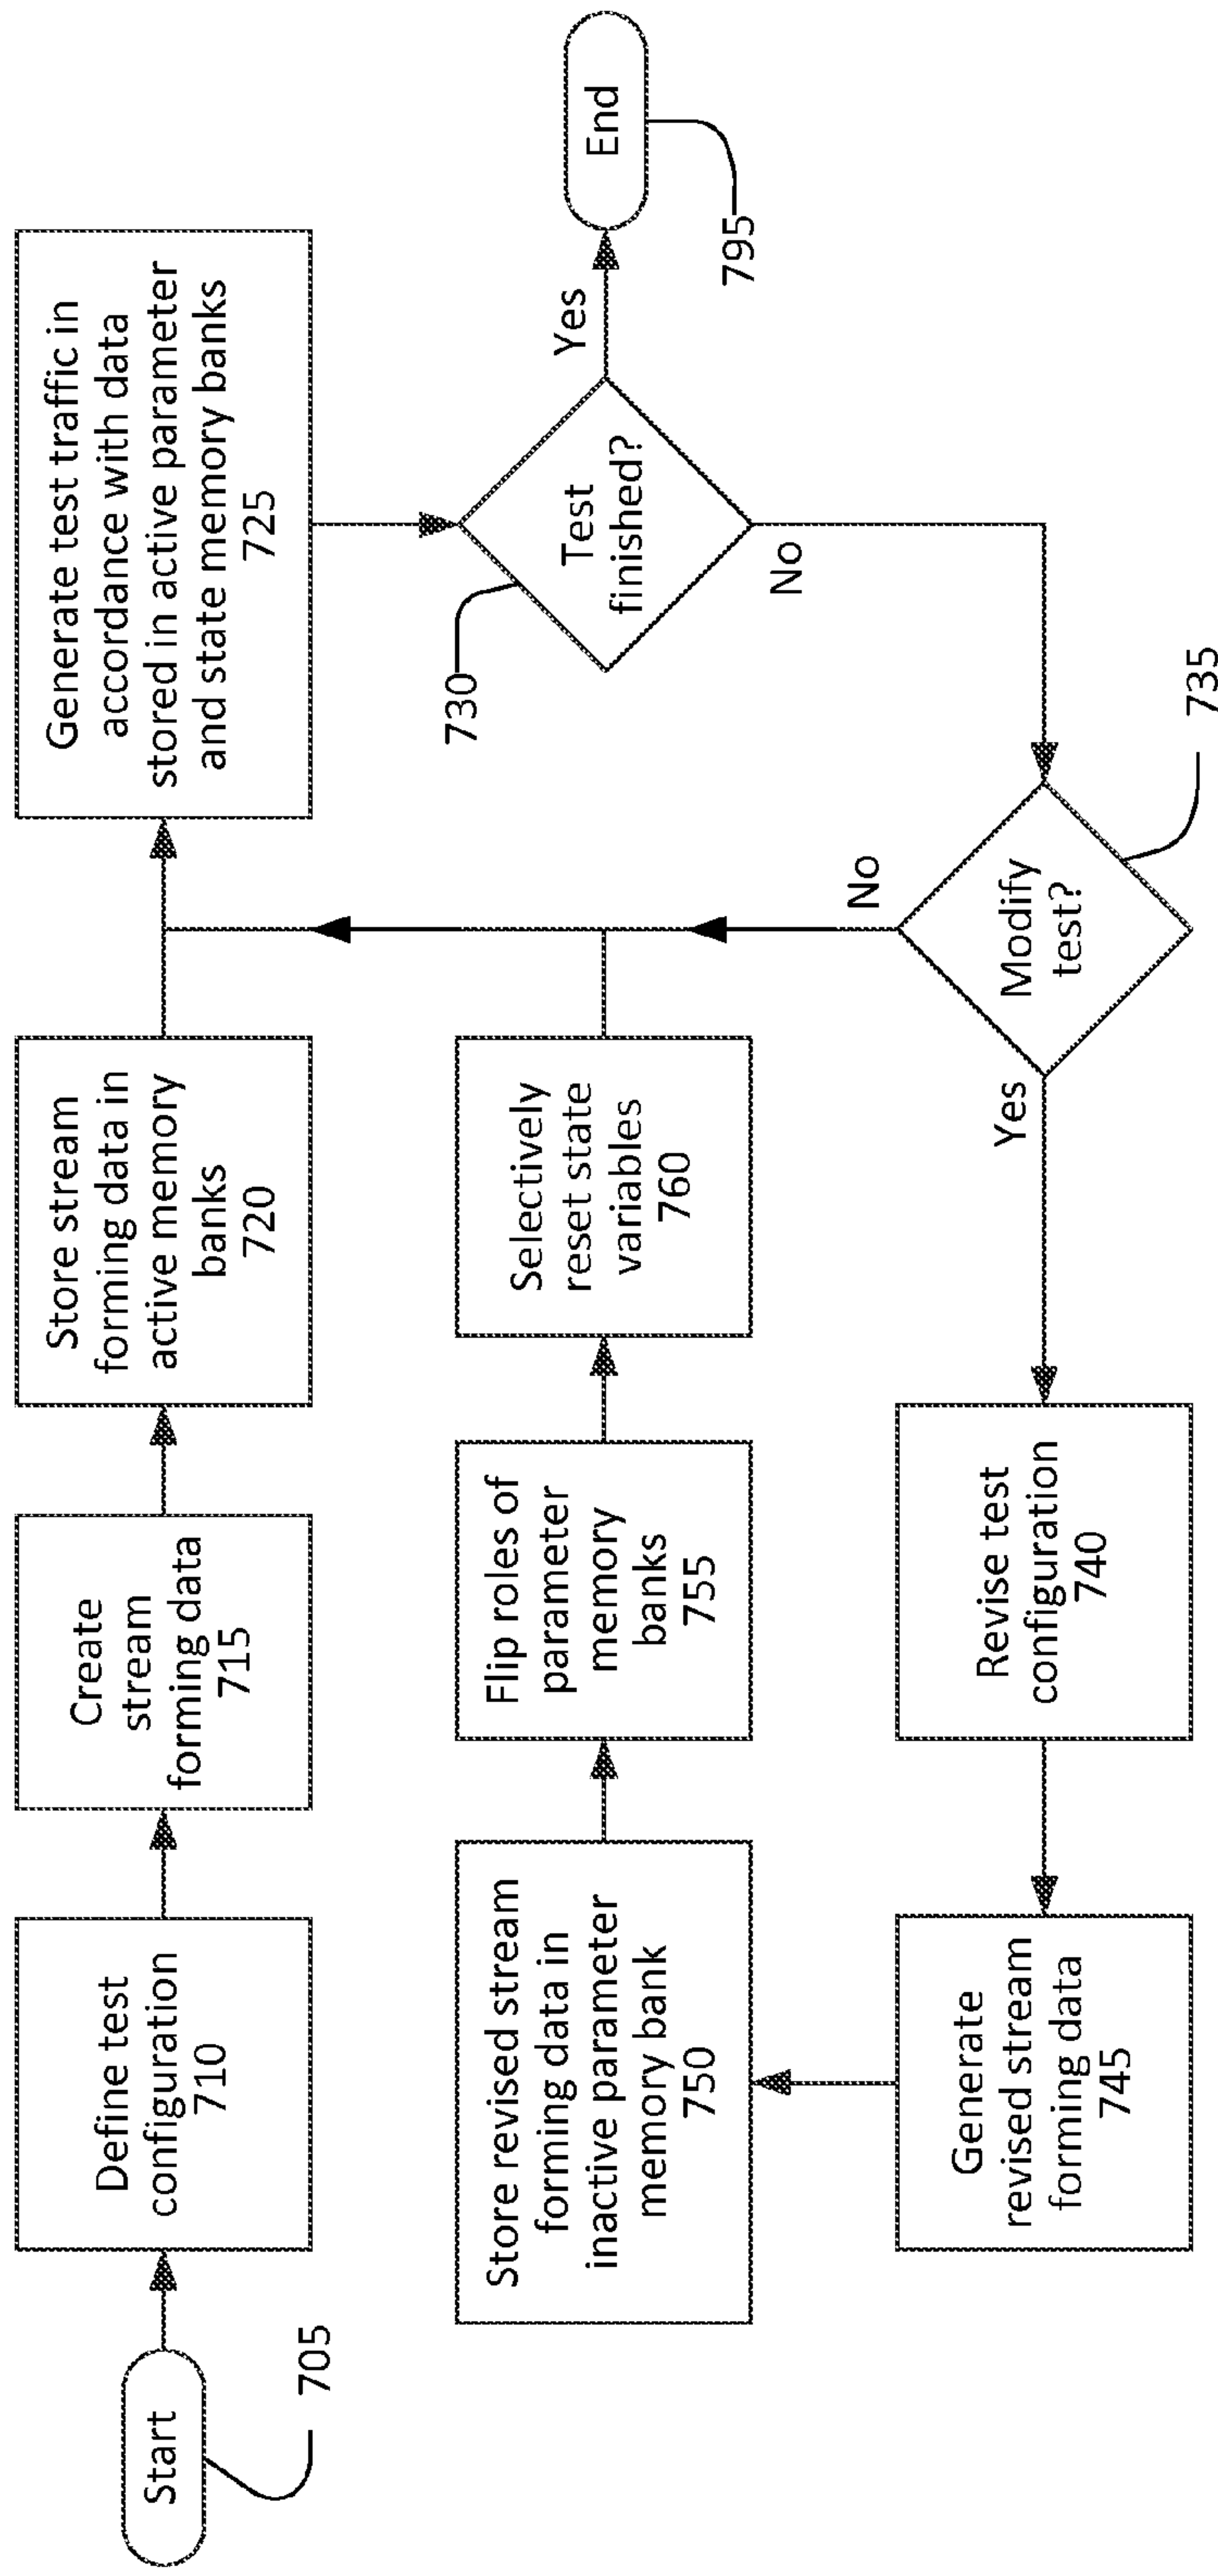 Start
705
Define test
configuration
710
Create
stream
forming data
715
Store stream
forming data in
active memory
banks
720
Generate test traffic in
accordance with data
stored in active parameter
and state memory banks
725
730
Test
finished?
Yes
End
795
No
Modify
test?
735
No
Yes
Revise test
configuration
740
Generate
revised stream
forming data
745
Store revised stream
forming data in
inactive parameter
memory bank
750
Flip roles of
parameter
memory
banks
755
Selectively
reset state
variables
760